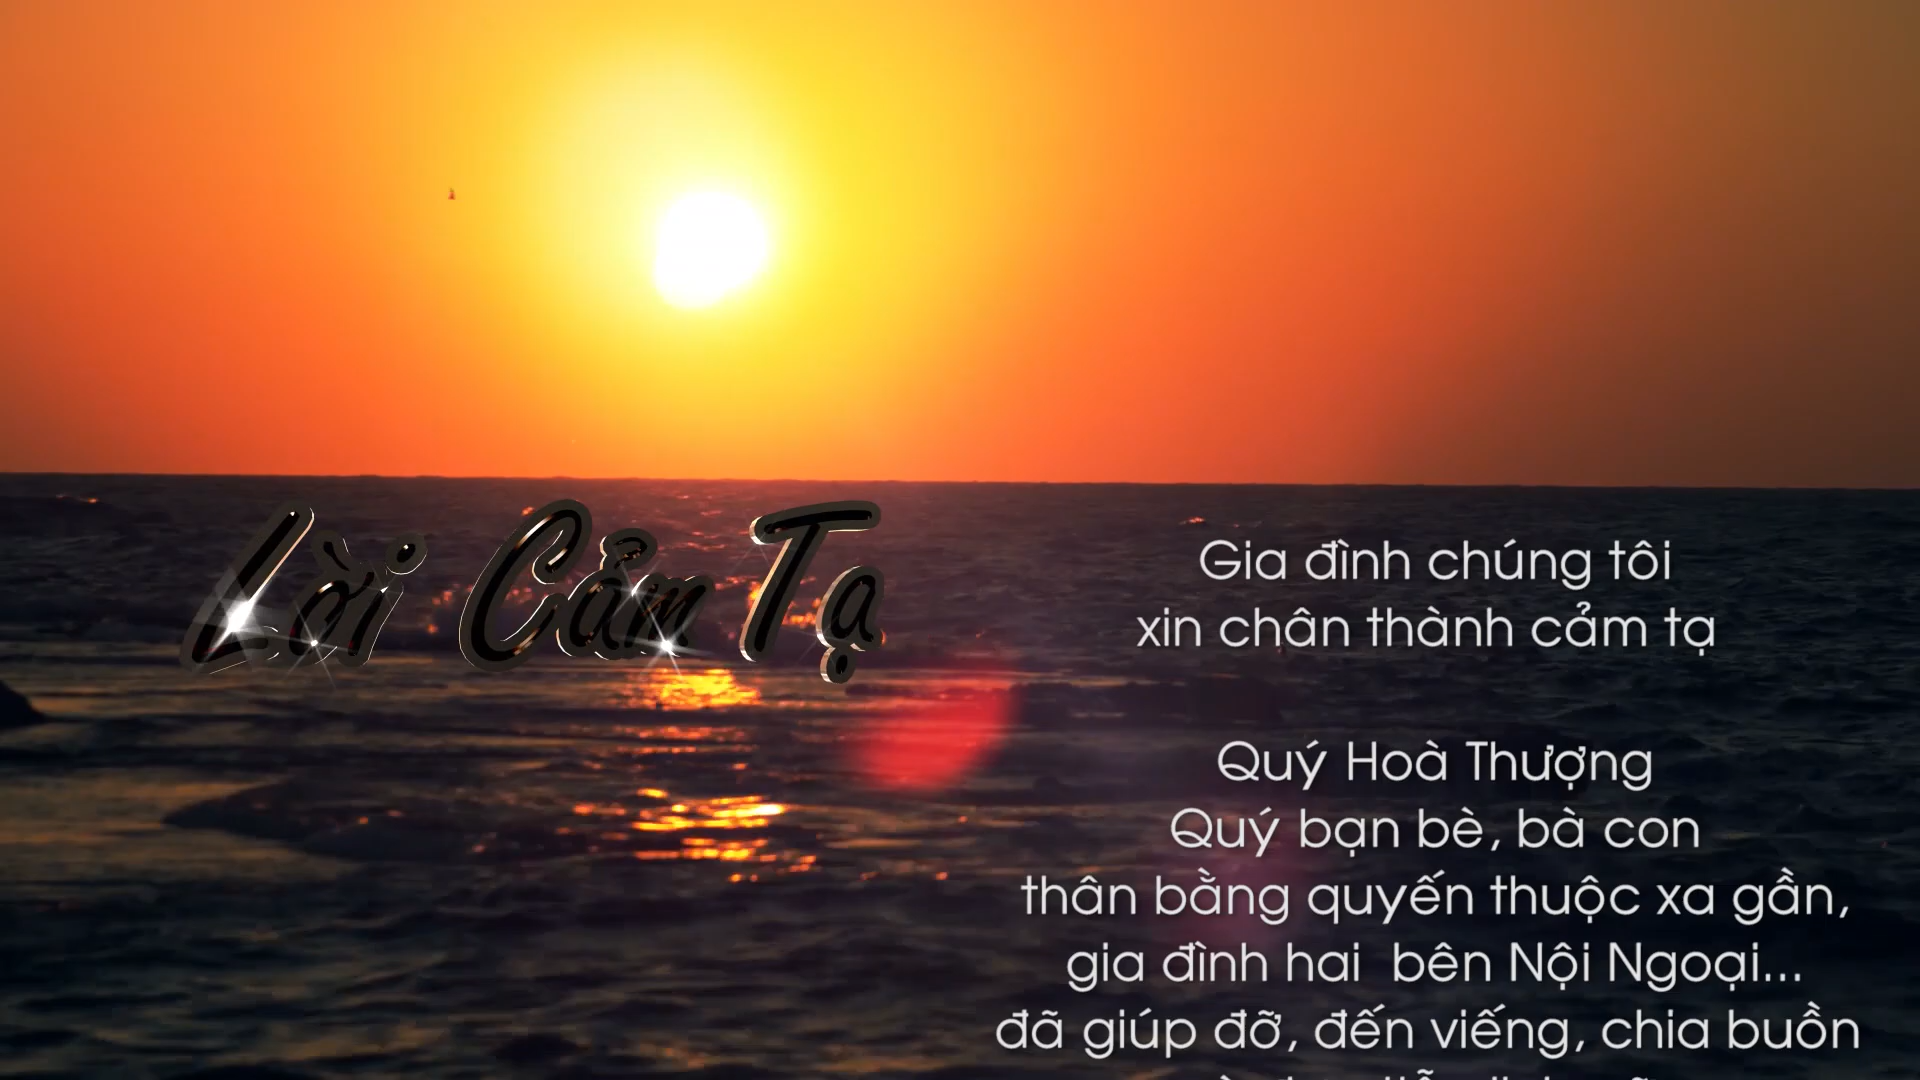 Lời Cảm Tạ
Gia đình chúng tôi
xin chân thành cảm tạ
Quý Hoà Thượng
Quý bạn bè, bà con
thân bằng quyến thuộc xa gần,
gia đình hai bên Nội Ngoại...
đã giúp đỡ, đến viếng, chia buồn